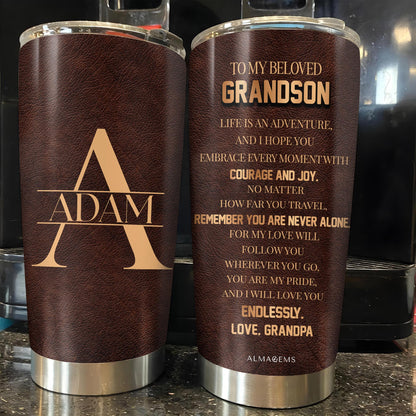 A
ADAM
TO MY BELOVED
GRANDSON
LIFE IS AN ADVENTURE,
AND I HOPE YOU
EMBRACE EVERY MOMENT WITH
COURAGE AND JOY.
NO MATTER
HOW FAR YOU TRAVEL,
REMEMBER YOU ARE NEVER ALONE,
FOR MY LOVE WILL
FOLLOW YOU
WHEREVER YOU GO.
YOU ARE MY PRIDE,
AND I WILL LOVE YOU
ENDLESSLY.
LOVE, GRANDPA
ALMAGEMS